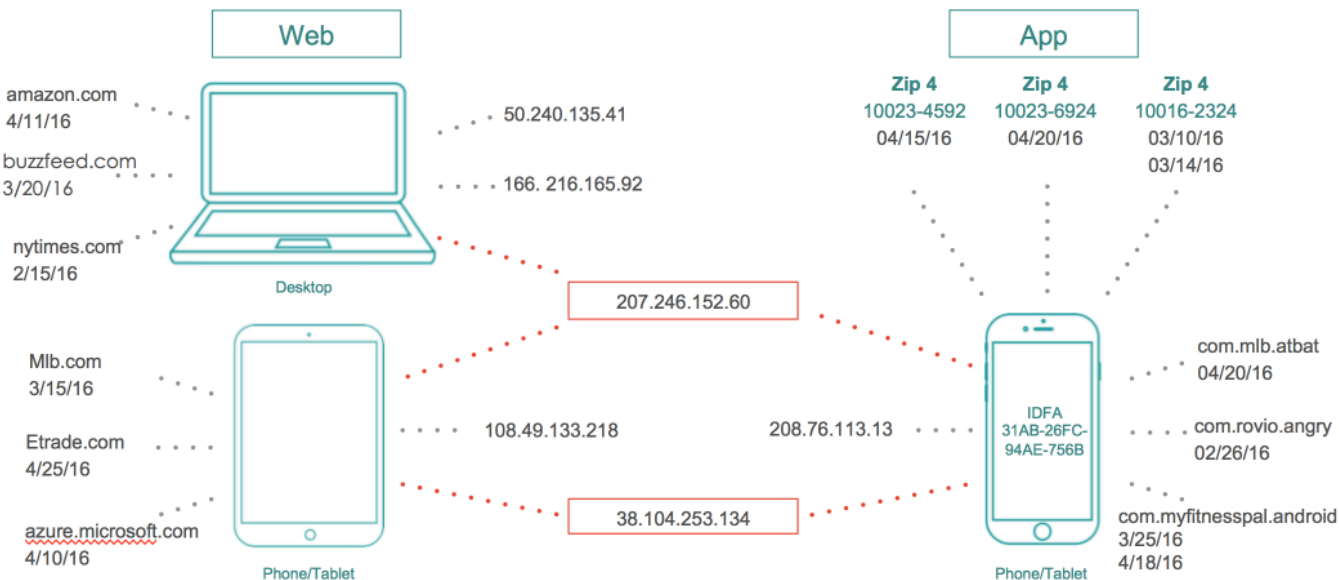 Web
App
amazon.com
4/11/16
buzzfeed.com
3/20/16
nytimes.com
2/15/16
50.240.135.41
166. 216.165.92
Desktop
Zip 4
10023-4592
04/15/16
Zip 4
10023-6924
04/20/16
Zip 4
10016-2324
03/10/16
03/14/16
207.246.152.60
Mlb.com
3/15/16
Etrade.com
4/25/16
azure.microsoft.com
4/10/16
108.49.133.218
208.76.113.13
38.104.253.134
Phone/Tablet
IDFA
31AB-26FC-
94AE-756B
com.mlb.atbat
04/20/16
com.rovio.angry
02/26/16
com.myfitnesspal.android
3/25/16
4/18/16
Phone/Tablet